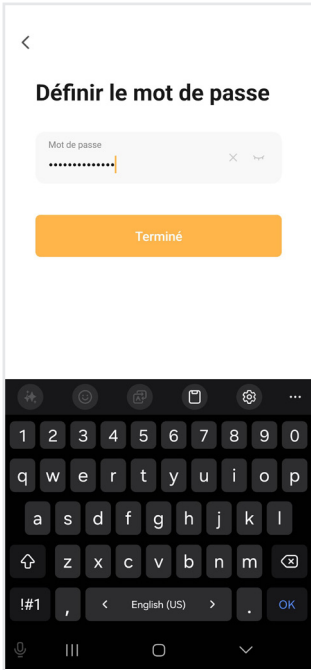 Définir le mot de passe
Mot de passe
••••••••••••••
Terminé
1 2 3 4 5 6 7 8 9 0
q w e r t y u i o p
a s d f g h j k l
z x c v b n m
!#1 , < English (US) > . OK